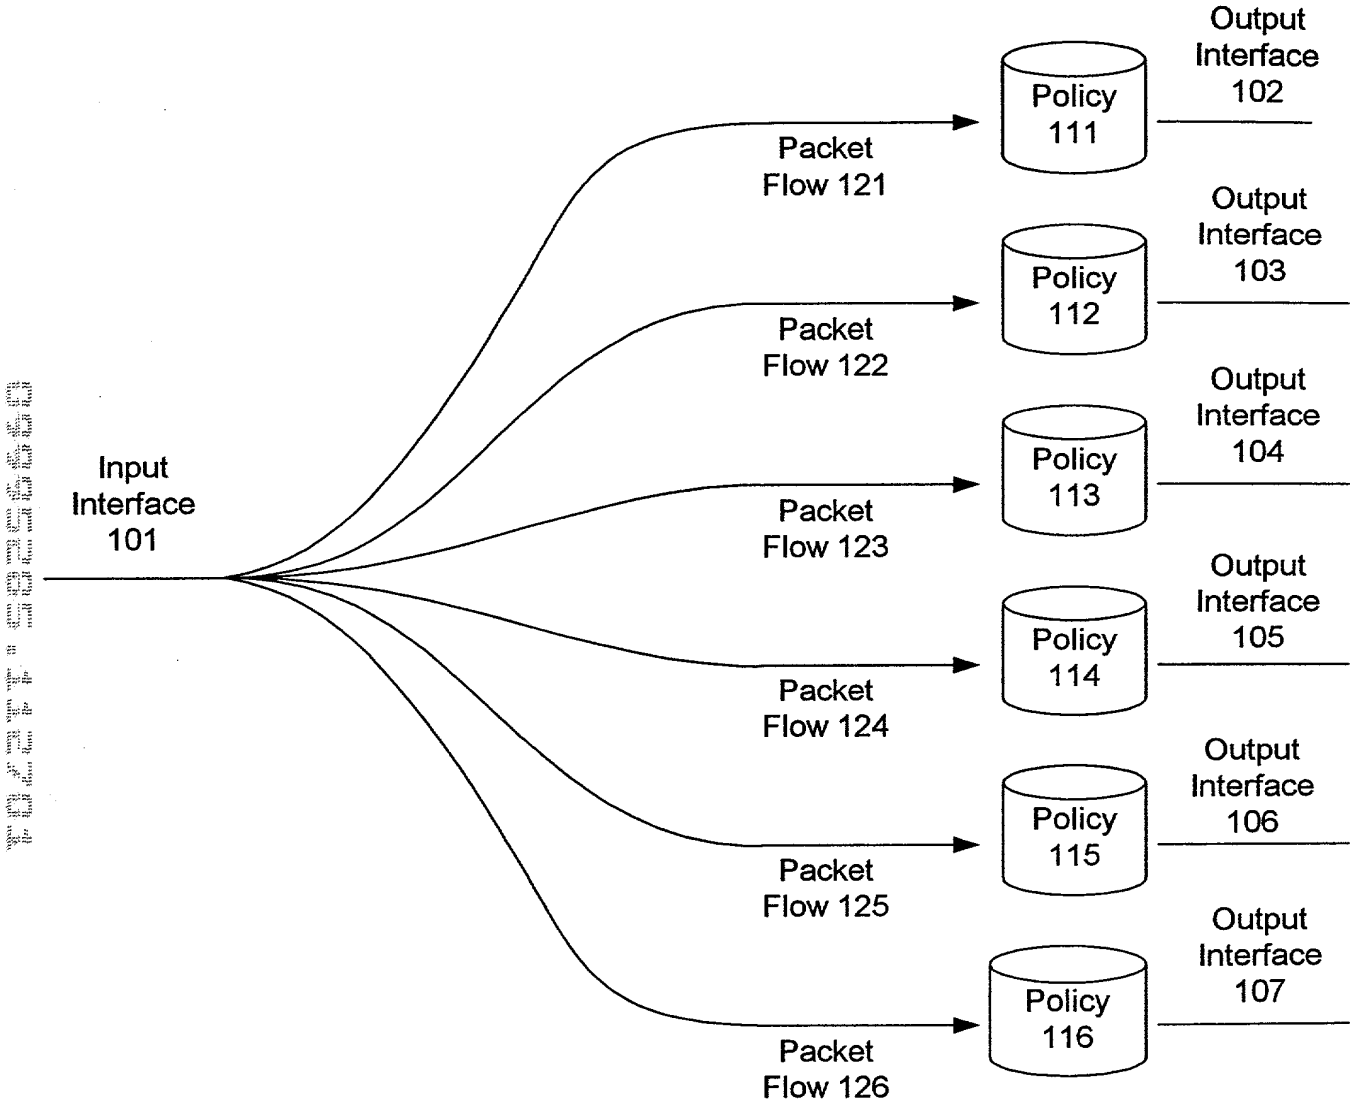 Output
Interface
102
Policy
111
Packet
Flow 121
Output
Interface
103
Policy
112
Packet
Flow 122
Output
Interface
104
Policy
113
Packet
Flow 123
Input
Interface
101
Output
Interface
105
Policy
114
Packet
Flow 124
Output
Interface
106
Policy
115
Packet
Flow 125
Output
Interface
107
Policy
116
Packet
Flow 126